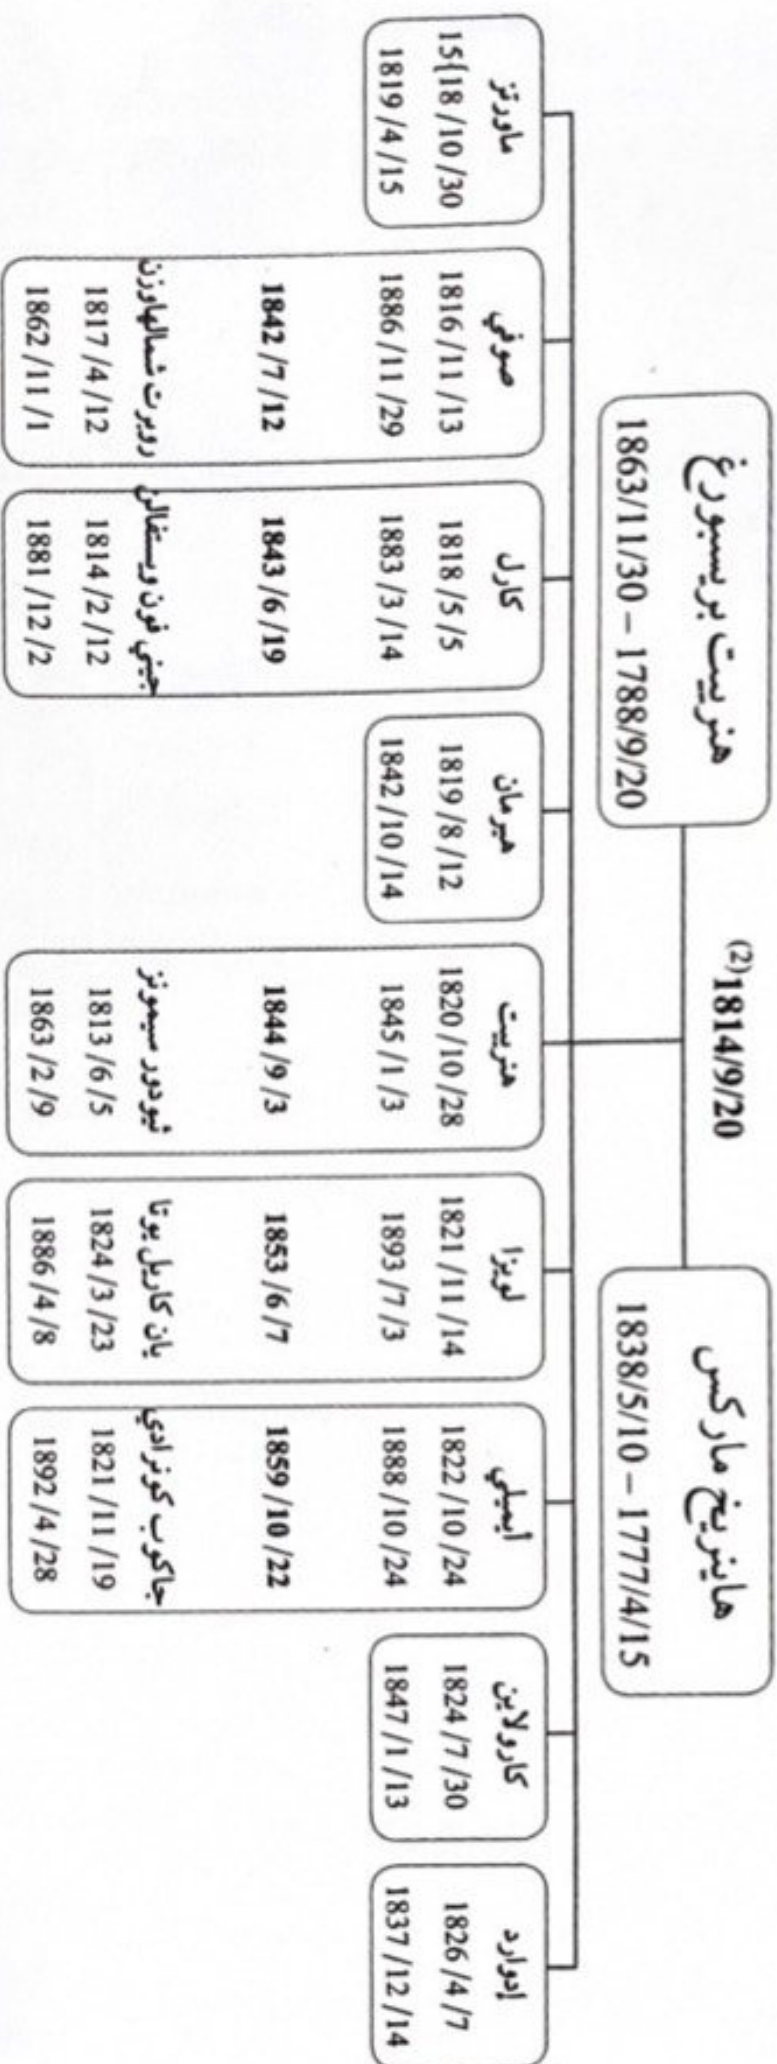 هنريت بريسبورغ
1863/11/30 – 1788/9/20
(2)1814/9/20
هاينريخ ماركس
1838/5/10 – 1777/4/15
ماورتز
15{18 /10 /30
1819 /4 /15
صوفي
1816 /11 /13
1886 /11 /29
1842 /7 /12
روبرت شمالهاوزن
1817 /4 /12
1862 /11 /1
كارل
1818 /5 /5
1883 /3 /14
1843 /6 /19
جيني فون ويستفالن
1814 /2 /12
1881 /12 /2
هيرمان
1819 /8 /12
1842 /10 /14
هنريت
1820 /10 /28
1845 /1 /3
1844 /9 /3
ثيودور سيمونز
1813 /6 /5
1863 /2 /9
لويزا
1821 /11 /14
1893 /7 /3
1853 /6 /7
يان كاريل يوتا
1824 /3 /23
1886 /4 /8
ايميلي
1822 /10 /24
1888 /10 /24
1859 /10 /22
جاكوب كونرادي
1821 /11 /19
1892 /4 /28
كارولاين
1824 /7 /30
1847 /1 /13
إدوارد
1826 /4 /7
1837 /12 /14